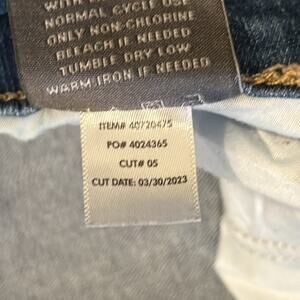 NORMAL CYCLE USE
ONLY NON-CHLORINE
BLEACH IF NEEDED
TUMBLE DRY LOW
WARM IRON IF NEEDED
ITEM# 40720475
PO# 4024365
CUT# 05
CUT DATE: 03/30/2023